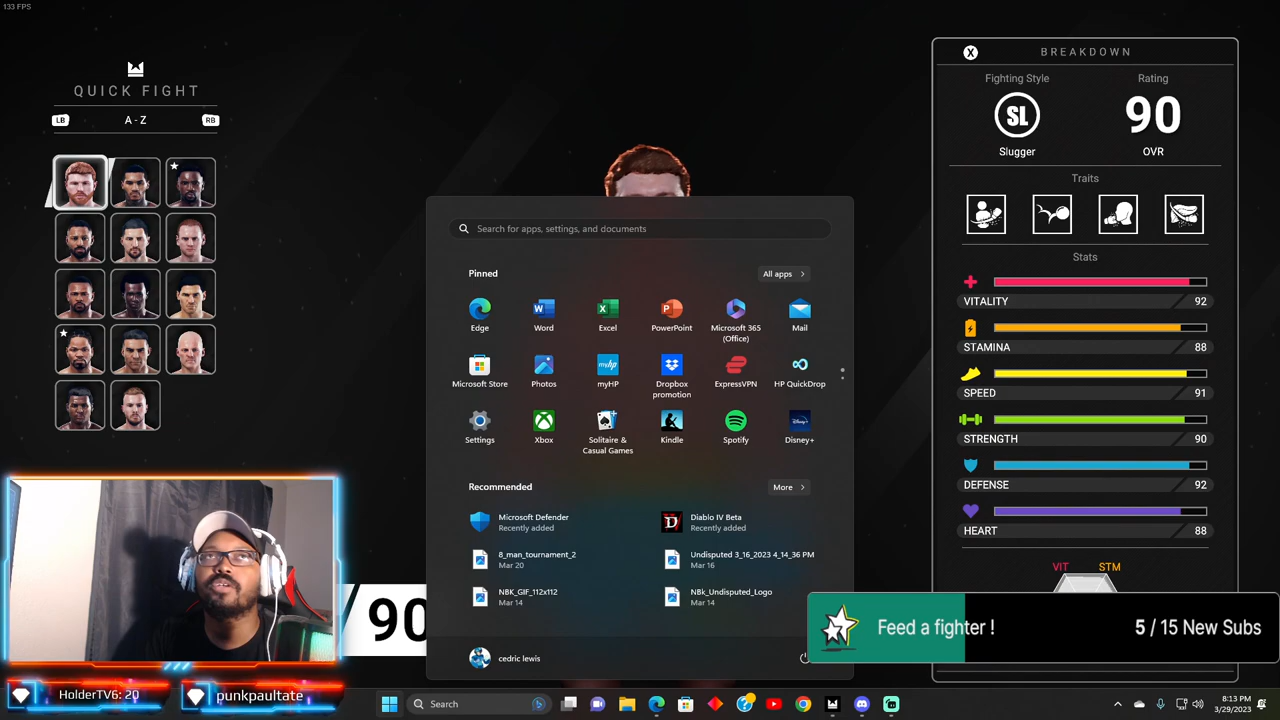 133 FPS
QUICK FIGHT
LB A - Z RB
90
HolderTV6: 20
punkpaultate
Search for apps, settings, and documents
Pinned
All apps >
Edge
Word
Excel
PowerPoint
Microsoft 365
(Office)
Mail
Microsoft Store
Photos
myHP
Dropbox
promotion
ExpressVPN
HP QuickDrop
Settings
Xbox
Solitaire &
Casual Games
Kindle
Spotify
Disney+
Recommended
More >
Microsoft Defender
Recently added
Diablo IV Beta
Recently added
8_man_tournament_2
Mar 20
Undisputed 3_16_2023 4_14_36 PM
Mar 16
NBK_GIF_112x112
Mar 14
NBk_Undisputed_Logo
Mar 14
cedric lewis
X BREAKDOWN
Fighting Style
SL
Slugger
Rating
90
OVR
Traits
Stats
VITALITY 92
STAMINA 88
SPEED 91
STRENGTH 90
DEFENSE 92
HEART 88
VIT STM
Feed a fighter ! 5 / 15 New Subs
Search
8:13 PM
3/29/2023